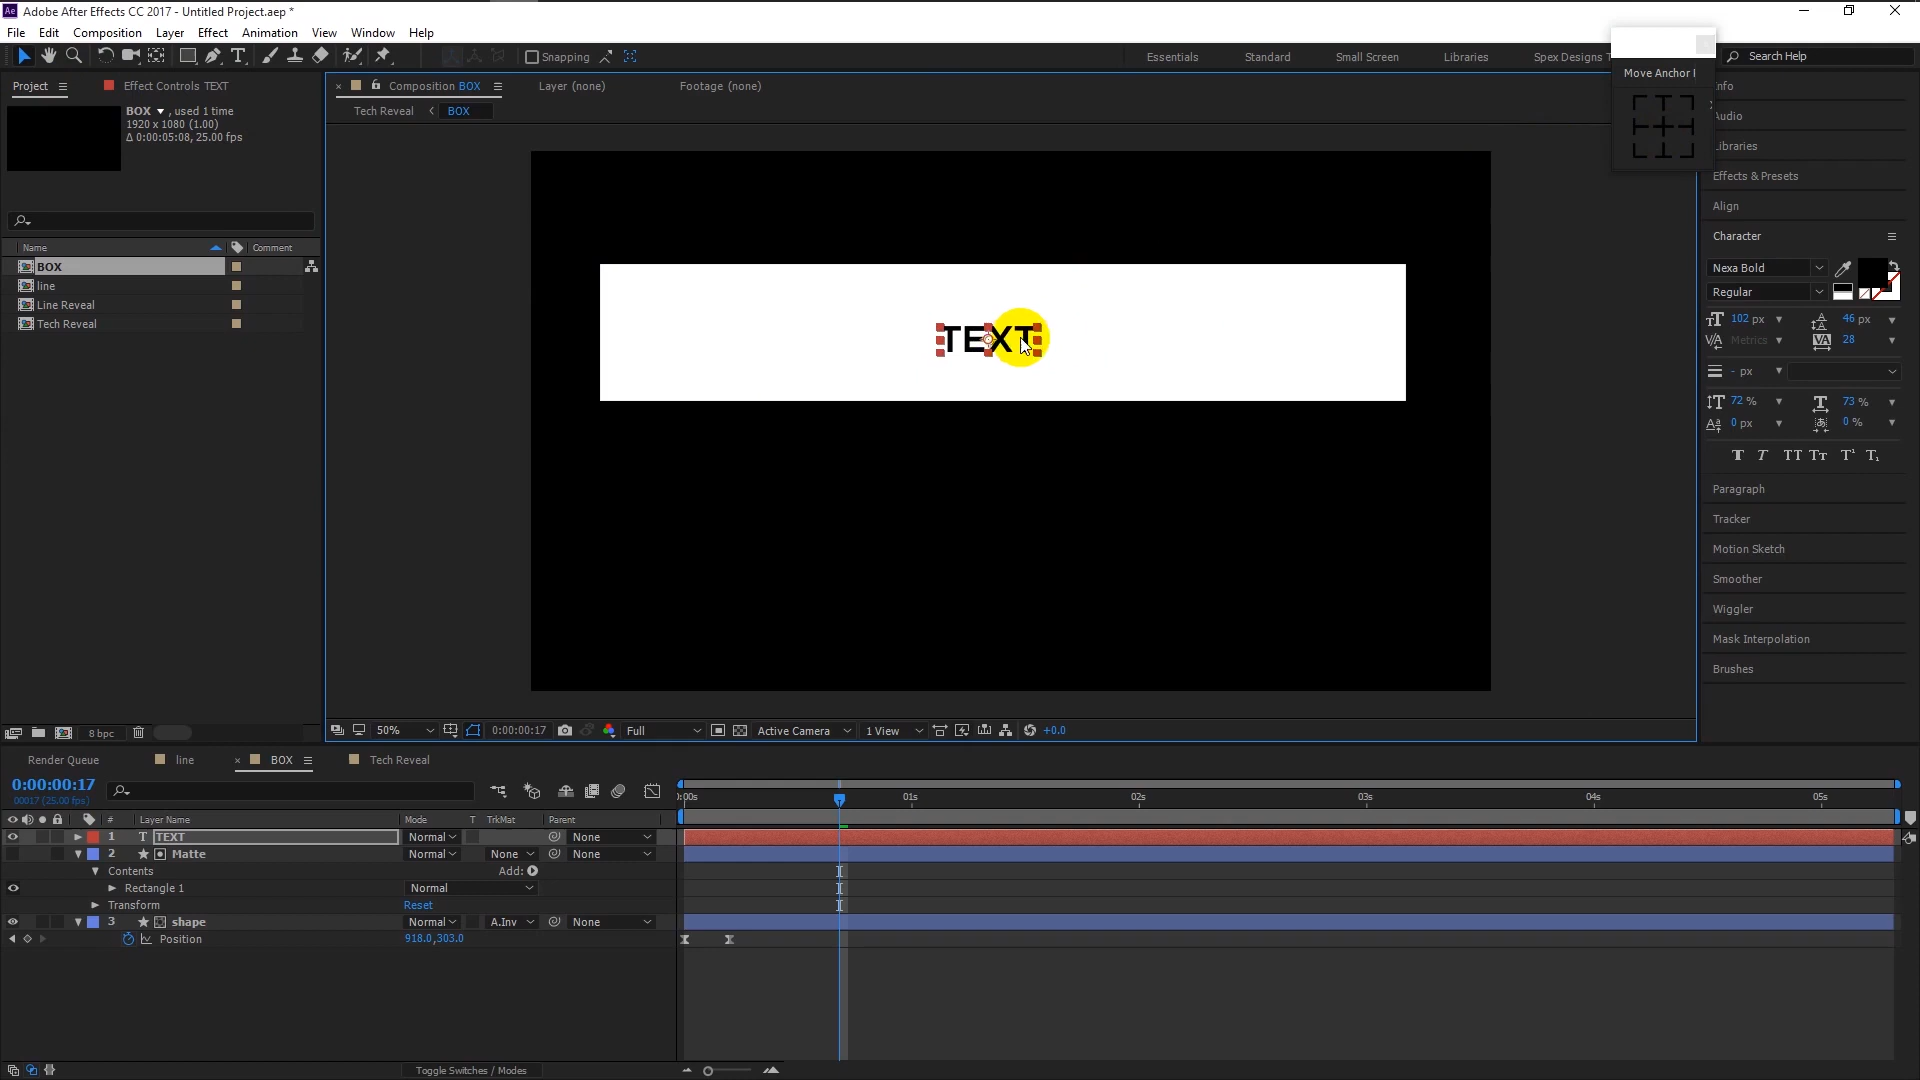 Adobe After Effects CC 2017 - Untitled Project.aep *
File Edit Composition Layer Effect Animation View Window Help
Snapping
Essentials Standard Small Screen Libraries Spex Designs T
Search Help
Move Anchor
Project
Effect Controls TEXT
Composition BOX
Layer (none)
Footage (none)
Tech Reveal BOX
BOX , used 1 time
1920 x 1080 (1.00)
Δ 0:00:05:08, 25.00 fps
Name Comment
BOX
line
Line Reveal
Tech Reveal
TEXT
nfo
Audio
Libraries
Effects & Presets
Align
Character
Nexa Bold
Regular
102 px 46 px
Metrics 28
- px
72 % 73 %
0 px 0 %
Paragraph
Tracker
Motion Sketch
Smoother
Wiggler
Mask Interpolation
Brushes
8 bpc
50% 0:00:00:17 Full Active Camera 1 View +0.0
Render Queue line BOX Tech Reveal
0:00:00:17
00017 (25.00 fps)
:00s 01s 02s 03s 04s 05s
# Layer Name Mode T TrkMat Parent
1 T TEXT Normal None
2 Matte Normal None None
Contents Add:
Rectangle 1 Normal
Transform Reset
3 shape Normal A.Inv None
Position 918.0,303.0
Toggle Switches / Modes